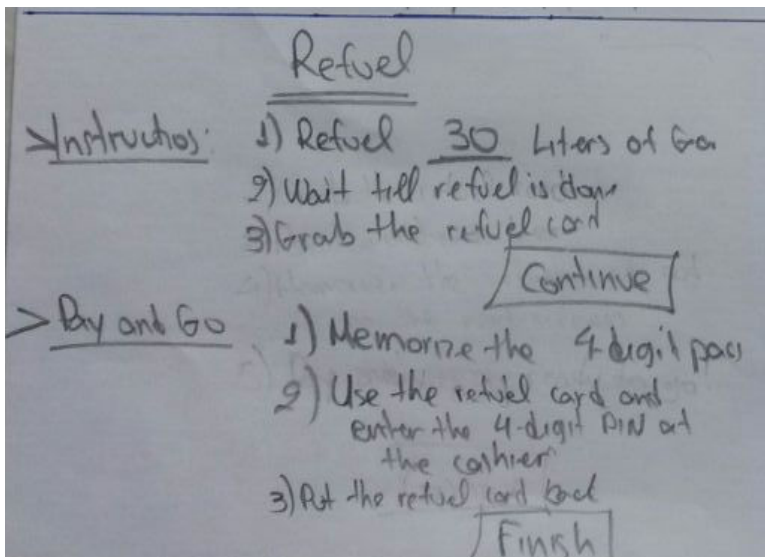 Refuel
>Instructios: 1) Refuel 30 Liters of Ga
2) Wait till refuel is done
3) Grab the refuel card
Continue
> Pay and Go 1) Memorize the 4-digit pass
2) Use the refuel card and
enter the 4-digit PIN at
the cashier
3) Put the refuel card back
Finish